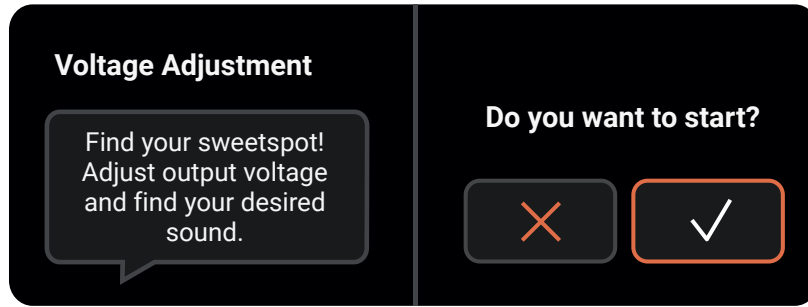 Voltage Adjustment
Find your sweetspot!
Adjust output voltage
and find your desired
sound.
Do you want to start?